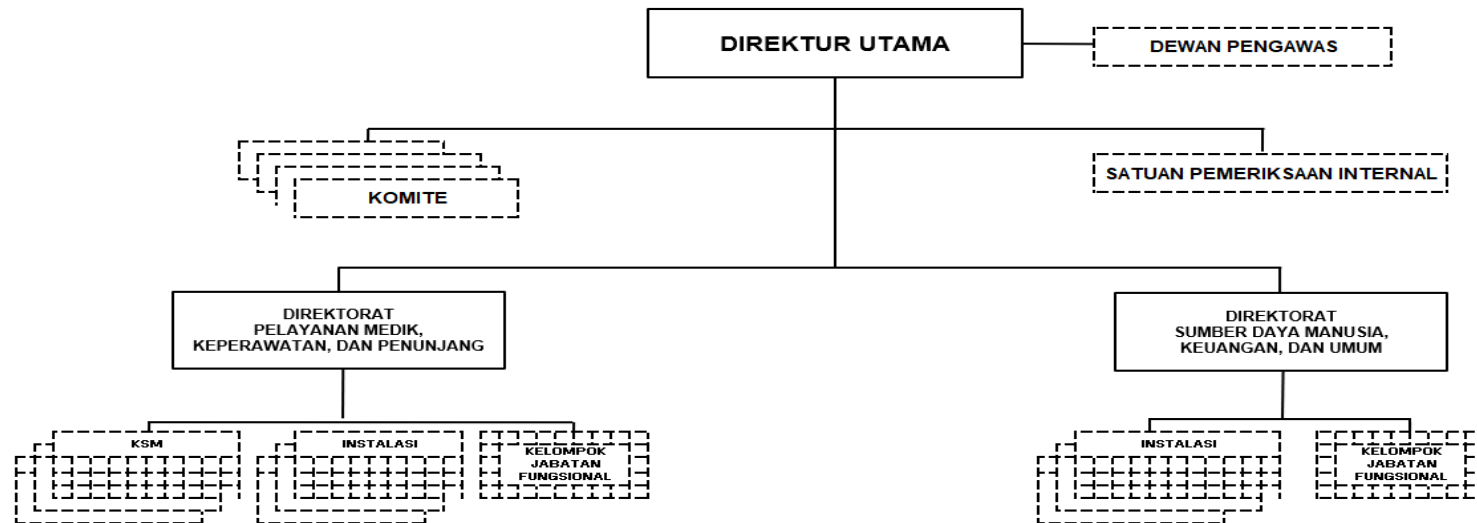 DIREKTUR UTAMA
DEWAN PENGAWAS
KOMITE
SATUAN PEMERIKSAAN INTERNAL
DIREKTORAT
PELAYANAN MEDIK,
KEPERAWATAN, DAN PENUNJANG
DIREKTORAT
SUMBER DAYA MANUSIA,
KEUANGAN, DAN UMUM
KSM
INSTALASI
KELOMPOK
JABATAN
FUNGSIONAL
INSTALASI
KELOMPOK
JABATAN
FUNGSIONAL